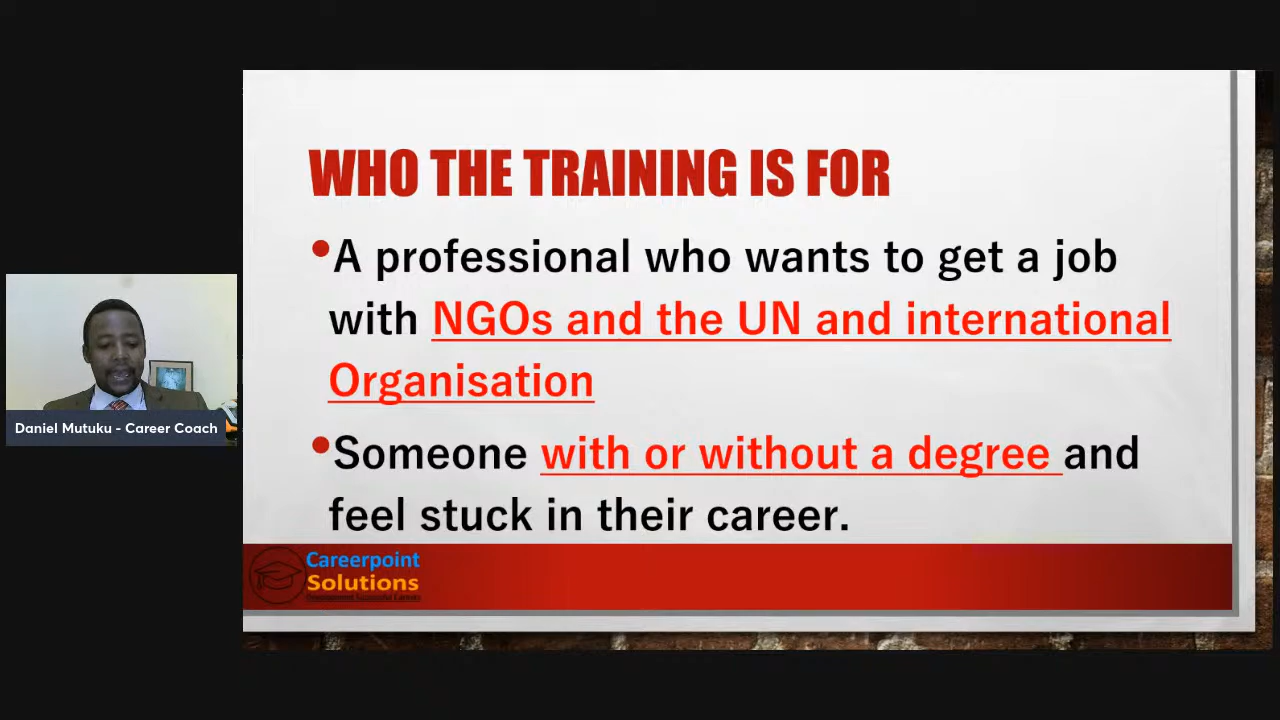 WHO THE TRAINING IS FOR
•A professional who wants to get a job
with NGOs and the UN and international
Organisation
•Someone with or without a degree and
feel stuck in their career.
Daniel Mutuku - Career Coach
Careerpoint
Solutions